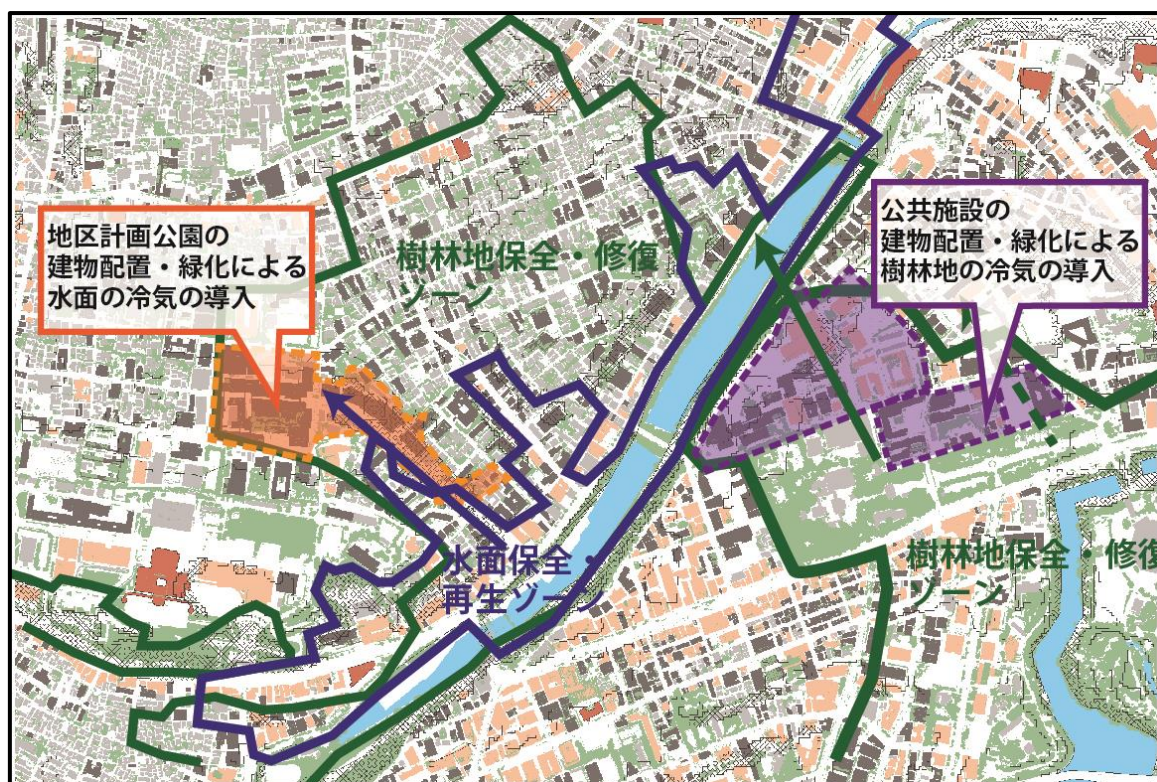 地区計画公園の
建物配置・緑化による
水面の冷気の導入
樹林地保全・修復
ゾーン
公共施設の
建物配置・緑化による
樹林地の冷気の導入
水面保全・
再生ゾーン
樹林地保全・修復
ゾーン